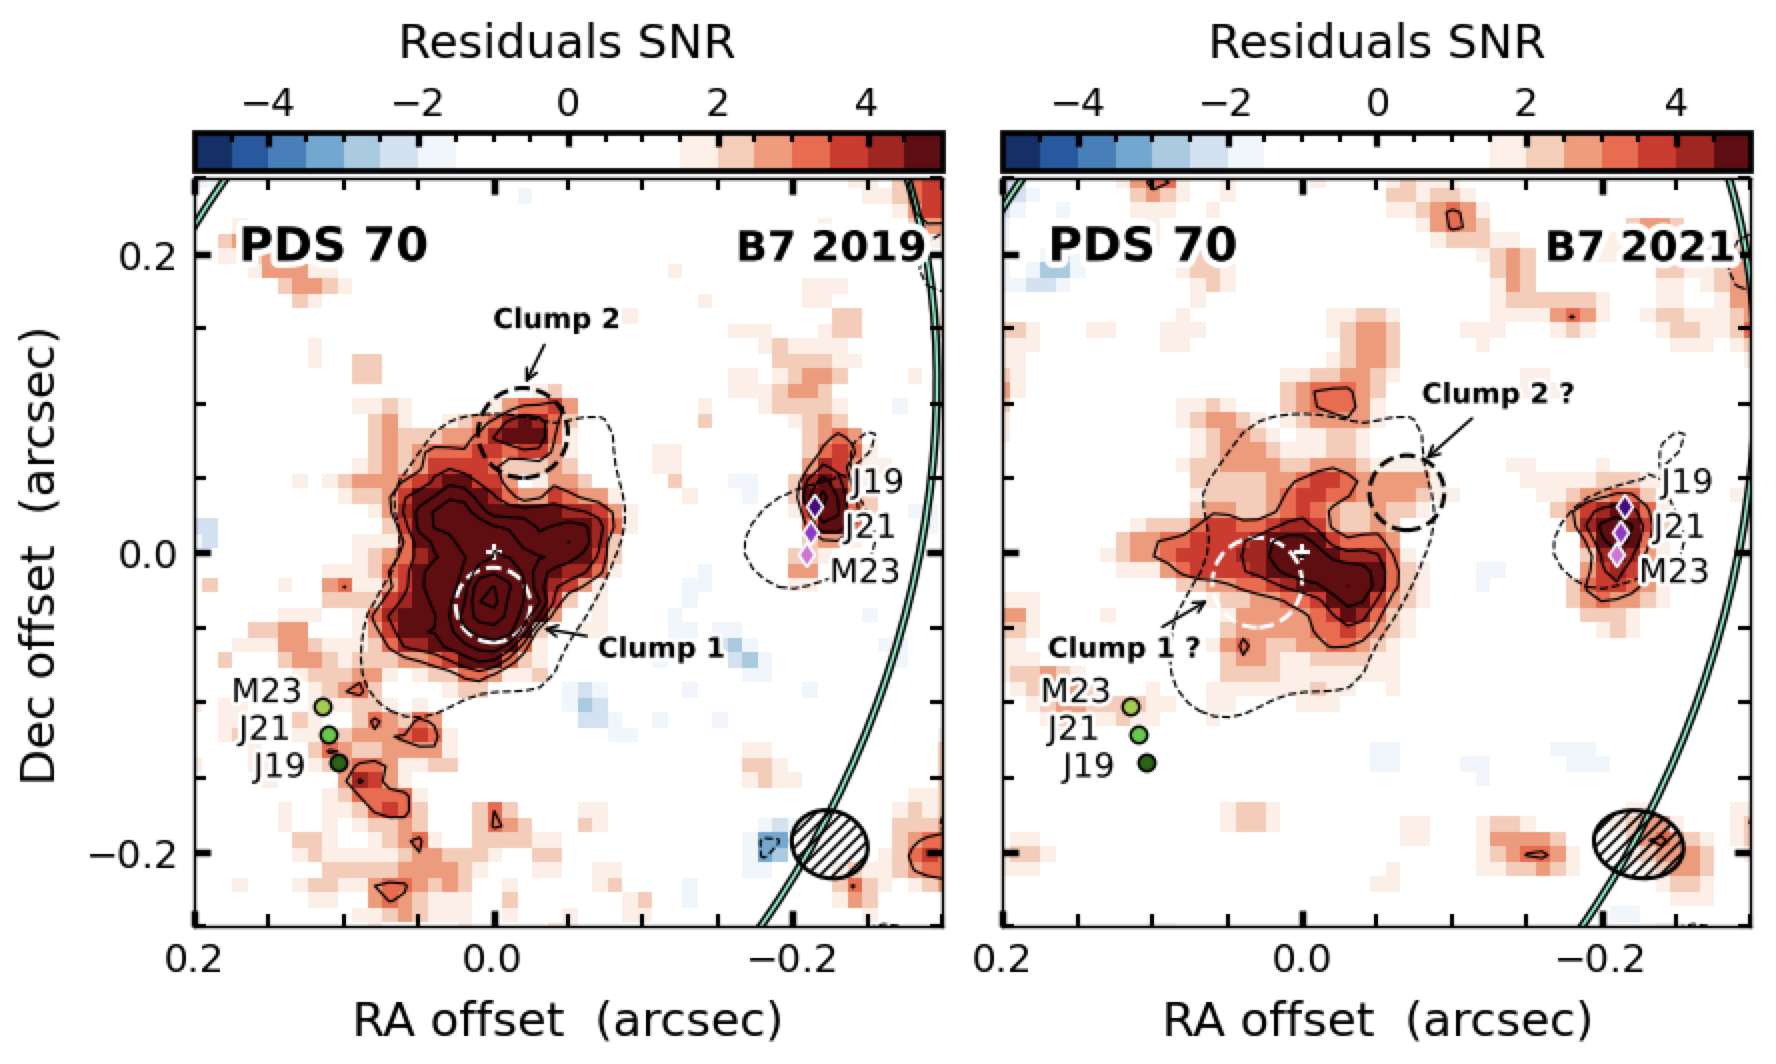 Residuals SNR
−4 −2 0 2 4
PDS 70 B7 2019
Clump 2
J19
J21
M23
Clump 1
M23
J21
J19
0.2
0.0
−0.2
Dec offset (arcsec)
0.2 0.0 −0.2
RA offset (arcsec)
Residuals SNR
−4 −2 0 2 4
PDS 70 B7 2021
Clump 2 ?
J19
J21
M23
Clump 1 ?
M23
J21
J19
0.2 0.0 −0.2
RA offset (arcsec)